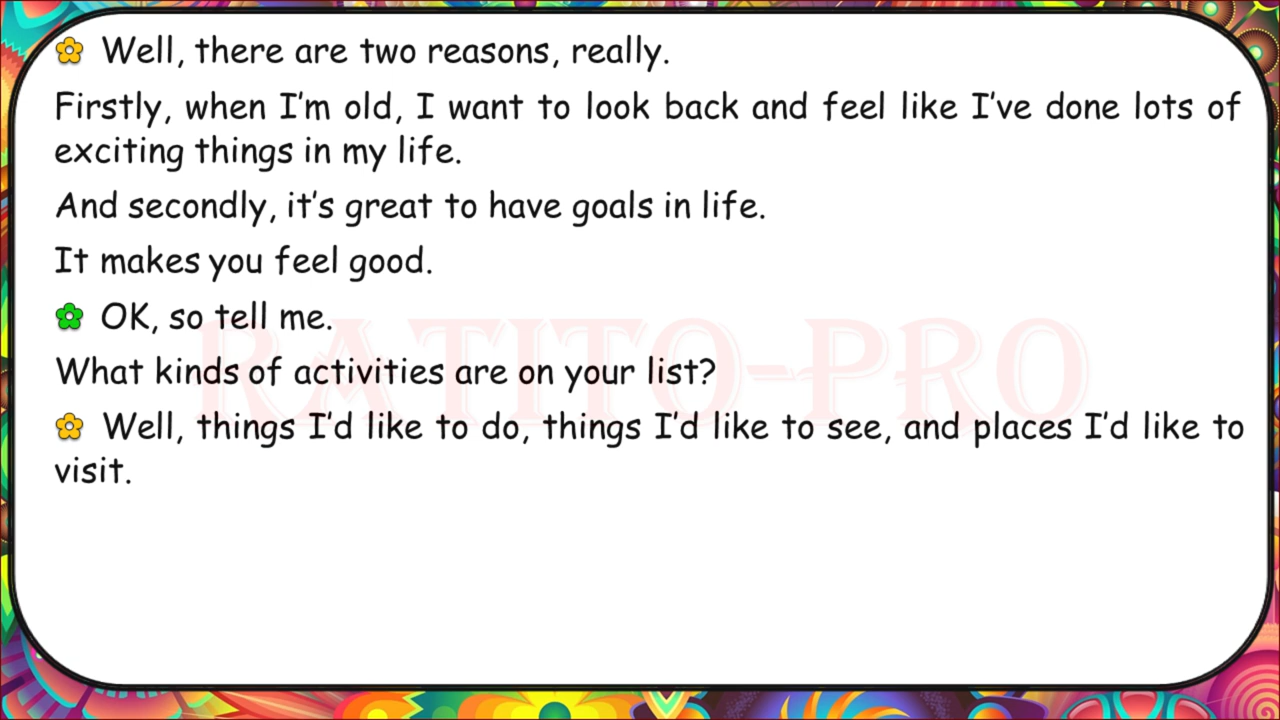 Well, there are two reasons, really.
Firstly, when I’m old, I want to look back and feel like I’ve done lots of
exciting things in my life.
And secondly, it’s great to have goals in life.
It makes you feel good.
OK, so tell me.
What kinds of activities are on your list?
Well, things I’d like to do, things I’d like to see, and places I’d like to
visit.
RATITO-PRO